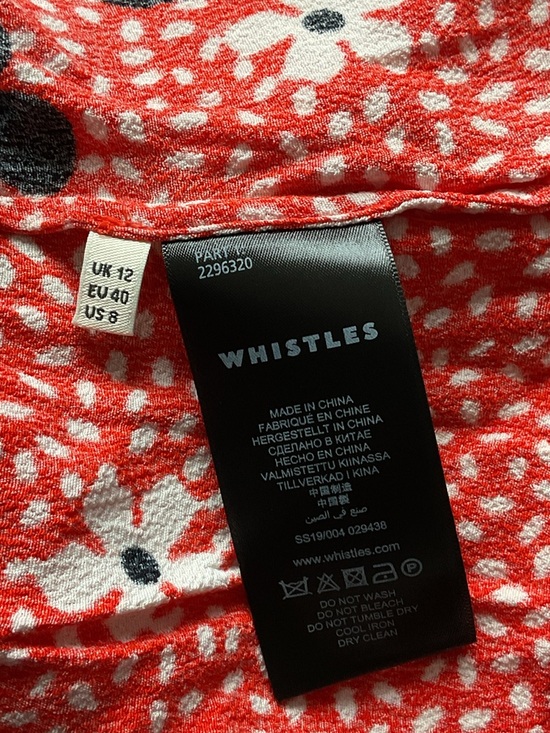 UK 12
EU 40
US 8
PART
2296320
WHISTLES
MADE IN CHINA
FABRIQUÉ EN CHINE
HERGESTELLT IN CHINA
СДЕЛАНО В КИТАЕ
HECHO EN CHINA
VALMISTETTU KIINASSA
TILLVERKAD I KINA
中国制造
中國製
صنع في الصين
SS19/004 029438
www.whistles.com
P
DO NOT WASH
DO NOT BLEACH
DO NOT TUMBLE DRY
COOL IRON
DRY CLEAN